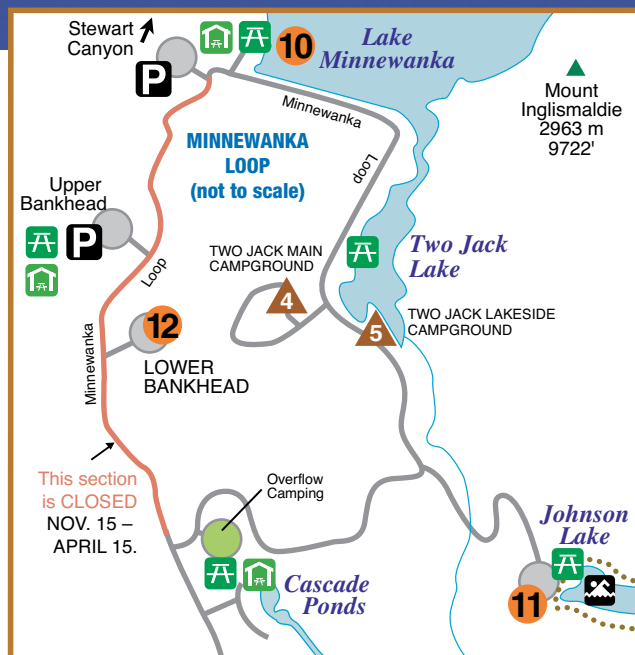 Stewart
Canyon
P
10
Lake
Minnewanka
Mount
Inglismaldie
2963 m
9722'
Minnewanka
Loop
MINNEWANKA
LOOP
(not to scale)
Upper
Bankhead
P
Loop
Minnewanka
TWO JACK MAIN
CAMPGROUND
4
Two Jack
Lake
TWO JACK LAKESIDE
CAMPGROUND
5
12
LOWER
BANKHEAD
This section
is CLOSED
NOV. 15 –
APRIL 15.
Overflow
Camping
Cascade
Ponds
Johnson
Lake
11